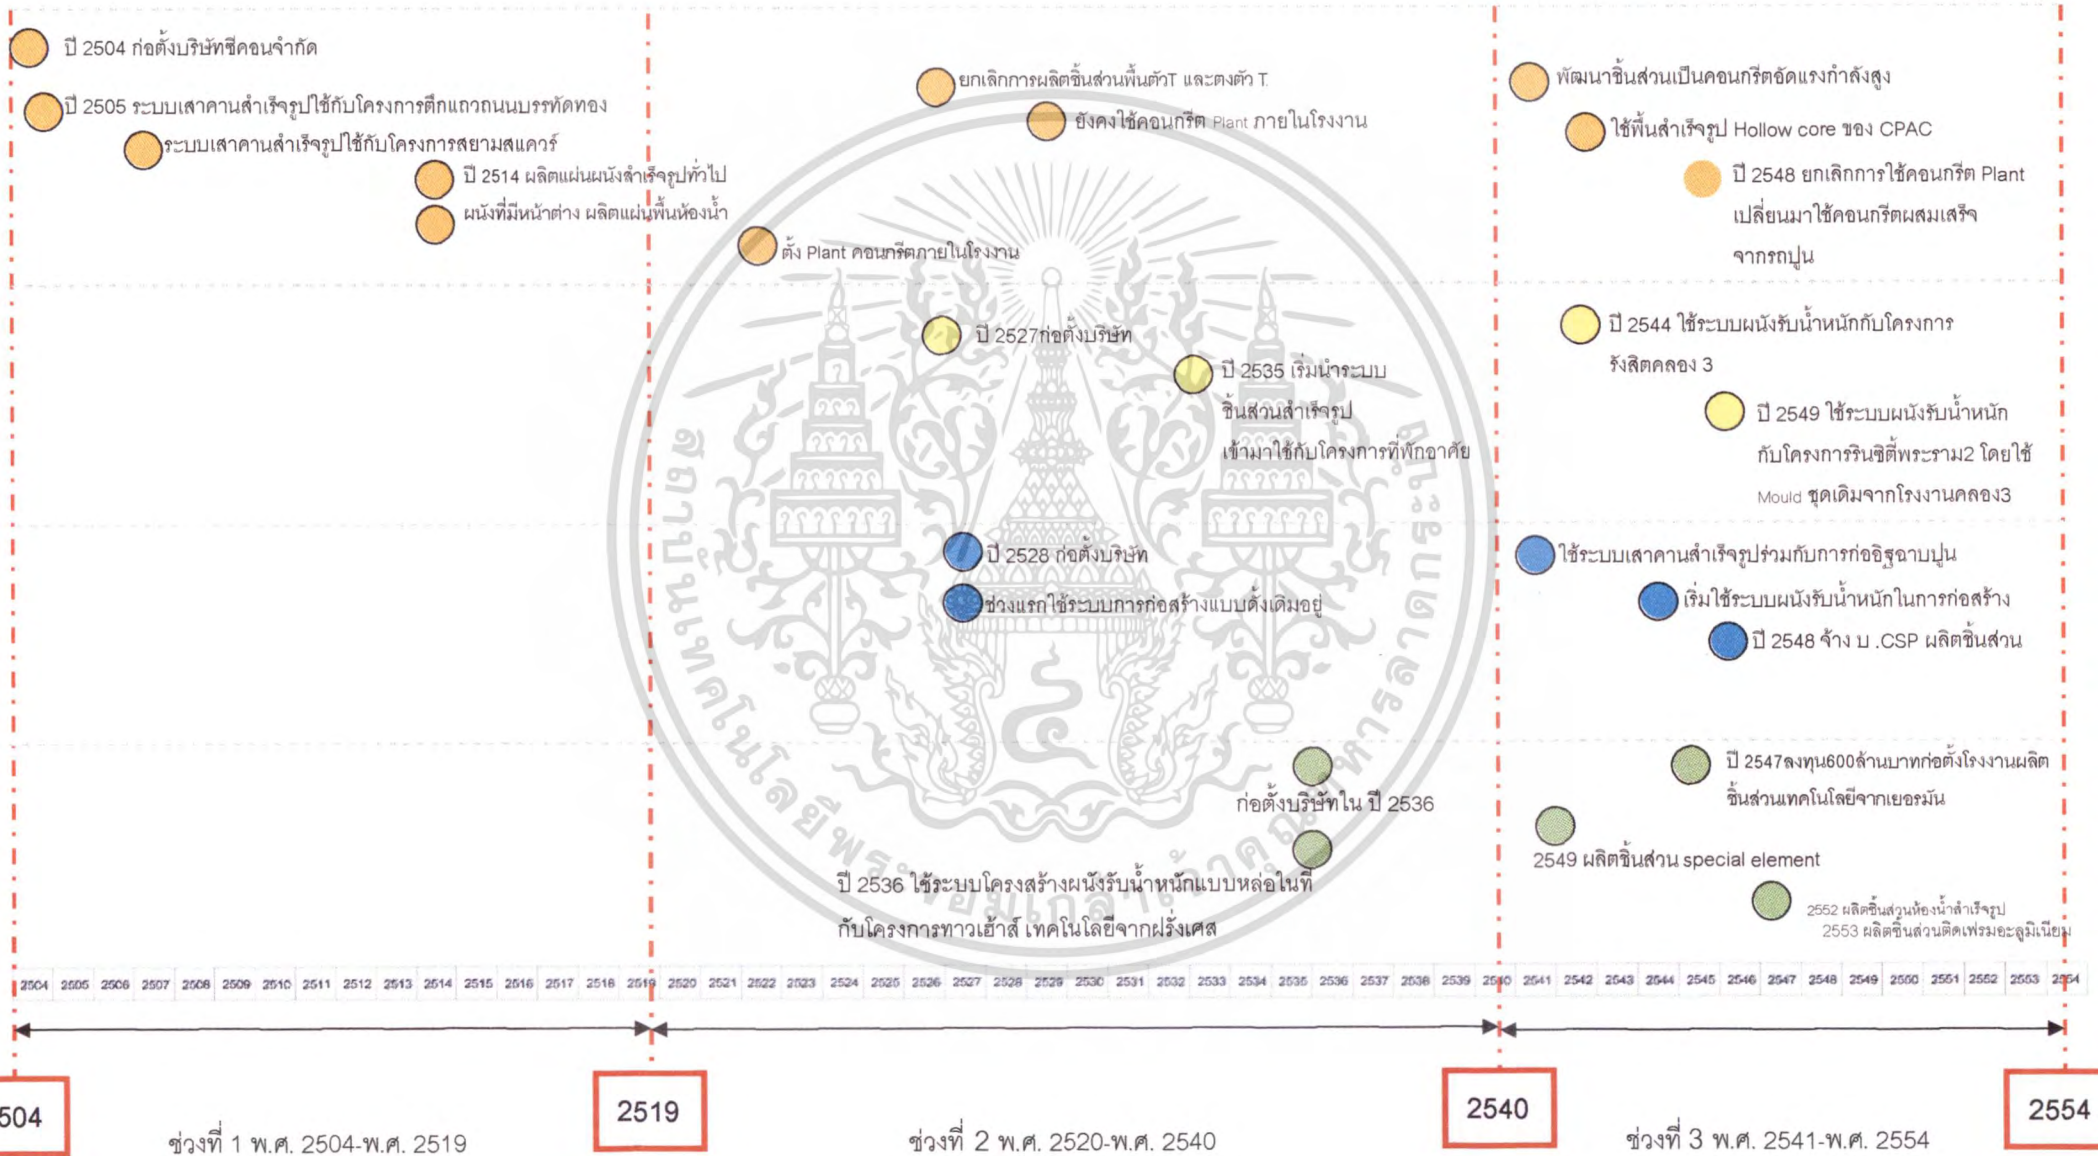 ปี 2504 ก่อตั้งบริษัทซีคอนจำกัด
ปี 2505 ระบบเสาคานสำเร็จรูปใช้กับโครงการตึกแถวถนนบรรทัดทอง
ระบบเสาคานสำเร็จรูปใช้กับโครงการสยามสแควร์
ปี 2514 ผลิตแผ่นผนังสำเร็จรูปทั่วไป
ผนังที่มีหน้าต่าง ผลิตแผ่นพื้นห้องน้ำ
ยกเลิกการผลิตชิ้นส่วนพื้นตัวT และตงตัว T
ยังคงใช้คอนกรีต Plant ภายในโรงงาน
ตั้ง Plant คอนกรีตภายในโรงงาน
พัฒนาชิ้นส่วนเป็นคอนกรีตอัดแรงกำลังสูง
ใช้พื้นสำเร็จรูป Hollow core ของ CPAC
ปี 2548 ยกเลิกการใช้คอนกรีต Plant
เปลี่ยนมาใช้คอนกรีตผสมเสร็จ
จากรถปูน
ปี 2527ก่อตั้งบริษัท
ปี 2535 เริ่มนำระบบ
ชิ้นส่วนสำเร็จรูป
เข้ามาใช้กับโครงการที่พักอาศัย
ปี 2544 ใช้ระบบผนังรับน้ำหนักกับโครงการ
รังสิตคลอง 3
ปี 2549 ใช้ระบบผนังรับน้ำหนัก
กับโครงการรินซิตี้พระราม2 โดยใช้
Mould ชุดเดิมจากโรงงานคลอง3
ปี 2528 ก่อตั้งบริษัท
ช่วงแรกใช้ระบบการก่อสร้างแบบดั้งเดิมอยู่
ใช้ระบบเสาคานสำเร็จรูปร่วมกับการก่ออิฐฉาบปูน
เริ่มใช้ระบบผนังรับน้ำหนักในการก่อสร้าง
ปี 2548 จ้าง บ .CSP ผลิตชิ้นส่วน
ก่อตั้งบริษัทใน ปี 2536
ปี 2536 ใช้ระบบโครงสร้างผนังรับน้ำหนักแบบหล่อในที่
กับโครงการทาวเฮ้าส์ เทคโนโลยีจากฝรั่งเศส
ปี 2547ลงทุน600ล้านบาทก่อตั้งโรงงานผลิต
ชิ้นส่วนเทคโนโลยีจากเยอรมัน
2549 ผลิตชิ้นส่วน special element
2552 ผลิตชิ้นส่วนห้องน้ำสำเร็จรูป
2553 ผลิตชิ้นส่วนติดเฟรมอะลูมิเนียม
สถาบันเทคโนโลยีพระจอมเกล้าเจ้าคุณทหารลาดกระบัง
2504 2505 2506 2507 2508 2509 2510 2511 2512 2513 2514 2515 2516 2517 2518 2519 2520 2521 2522 2523 2524 2525 2526 2527 2528 2529 2530 2531 2532 2533 2534 2535 2536 2537 2538 2539 2540 2541 2542 2543 2544 2545 2546 2547 2548 2549 2550 2551 2552 2553 2554
504 2519 2540 2554
ช่วงที่ 1 พ.ศ. 2504-พ.ศ. 2519 ช่วงที่ 2 พ.ศ. 2520-พ.ศ. 2540 ช่วงที่ 3 พ.ศ. 2541-พ.ศ. 2554